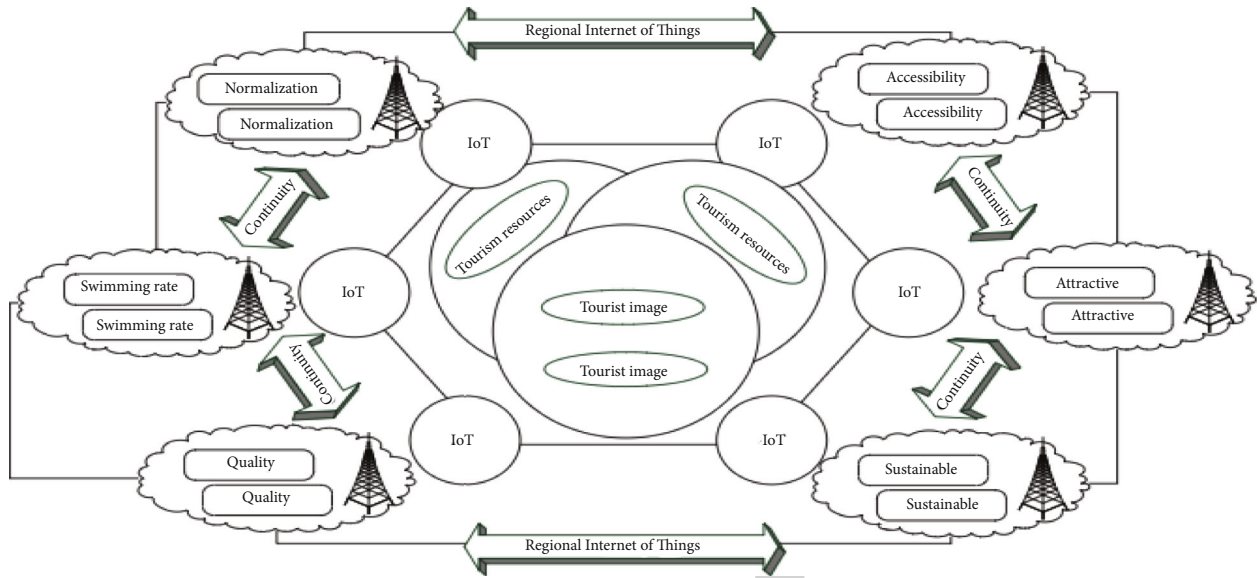 Regional Internet of Things
Normalization
Normalization
Accessibility
Accessibility
IoT
IoT
Continuity
Tourism resources
Tourism resources
Continuity
Swimming rate
Swimming rate
IoT
Tourist image
Tourist image
IoT
Attractive
Attractive
Continuity
Continuity
Quality
Quality
IoT
IoT
Sustainable
Sustainable
Regional Internet of Things